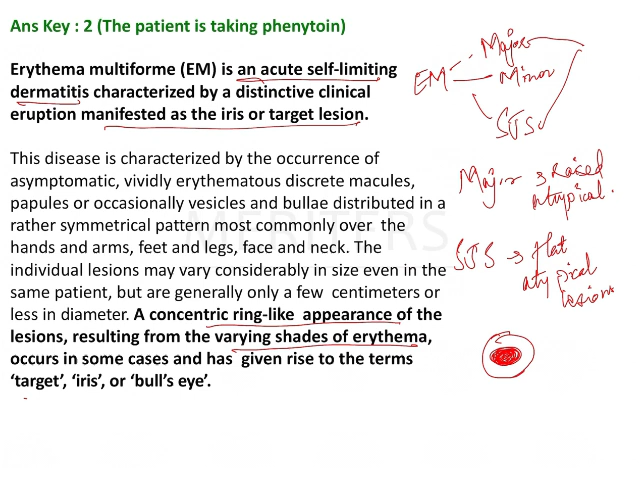 Ans Key : 2 (The patient is taking phenytoin)
Erythema multiforme (EM) is an acute self-limiting
dermatitis characterized by a distinctive clinical
eruption manifested as the iris or target lesion.
This disease is characterized by the occurrence of
asymptomatic, vividly erythematous discrete macules,
papules or occasionally vesicles and bullae distributed in a
rather symmetrical pattern most commonly over the
hands and arms, feet and legs, face and neck. The
individual lesions may vary considerably in size even in the
same patient, but are generally only a few centimeters or
less in diameter. A concentric ring-like appearance of the
lesions, resulting from the varying shades of erythema,
occurs in some cases and has given rise to the terms
‘target’, ‘iris’, or ‘bull’s eye’.
MERITERS
EM
Major
Minor
SJS
Major → raised
atypical.
SJS → flat
atypical
lesions